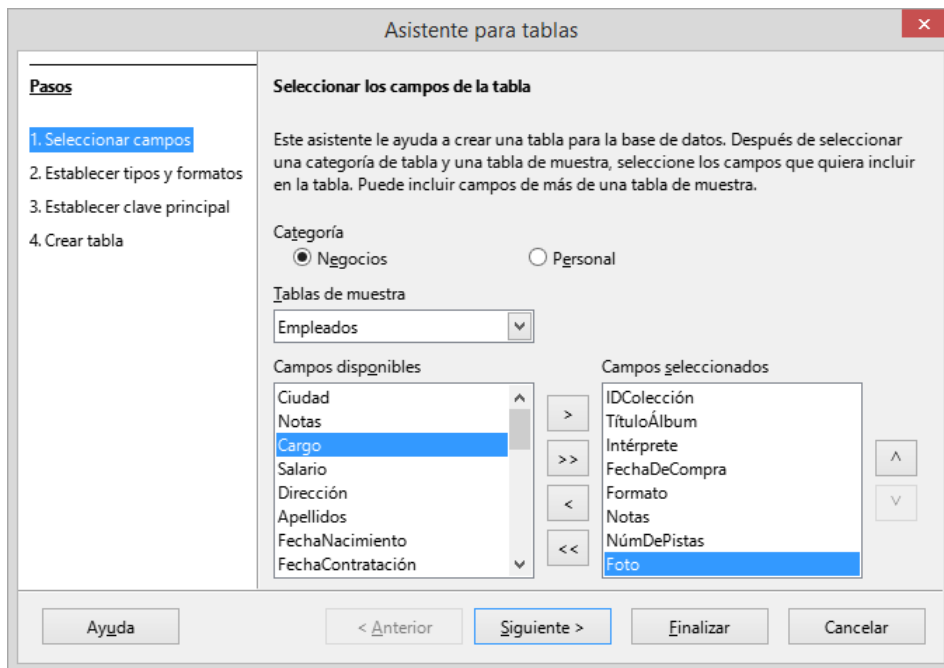 Asistente para tablas
×
Pasos
1. Seleccionar campos
2. Establecer tipos y formatos
3. Establecer clave principal
4. Crear tabla
Seleccionar los campos de la tabla
Este asistente le ayuda a crear una tabla para la base de datos. Después de seleccionar
una categoría de tabla y una tabla de muestra, seleccione los campos que quiera incluir
en la tabla. Puede incluir campos de más de una tabla de muestra.
Categoría
Negocios
Personal
Tablas de muestra
Empleados
Campos disponibles
Ciudad
Notas
Cargo
Salario
Dirección
Apellidos
FechaNacimiento
FechaContratación
>
>>
<
<<
Campos seleccionados
IDColección
TítuloÁlbum
Intérprete
FechaDeCompra
Formato
Notas
NúmDePistas
Foto
Ayuda
< Anterior
Siguiente >
Finalizar
Cancelar